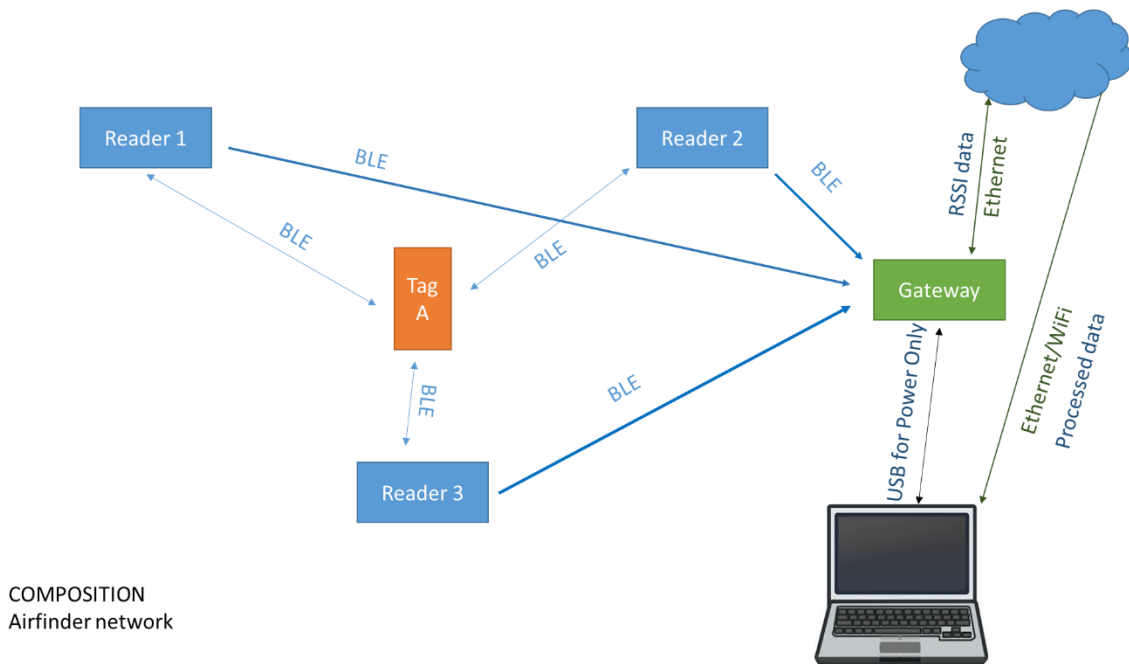 Reader 1
Reader 2
BLE
BLE
RSSI data
Ethernet
BLE
BLE
Tag
A
Gateway
BLE
BLE
USB for Power Only
Ethernet/WiFi
Processed data
Reader 3
COMPOSITION
Airfinder network